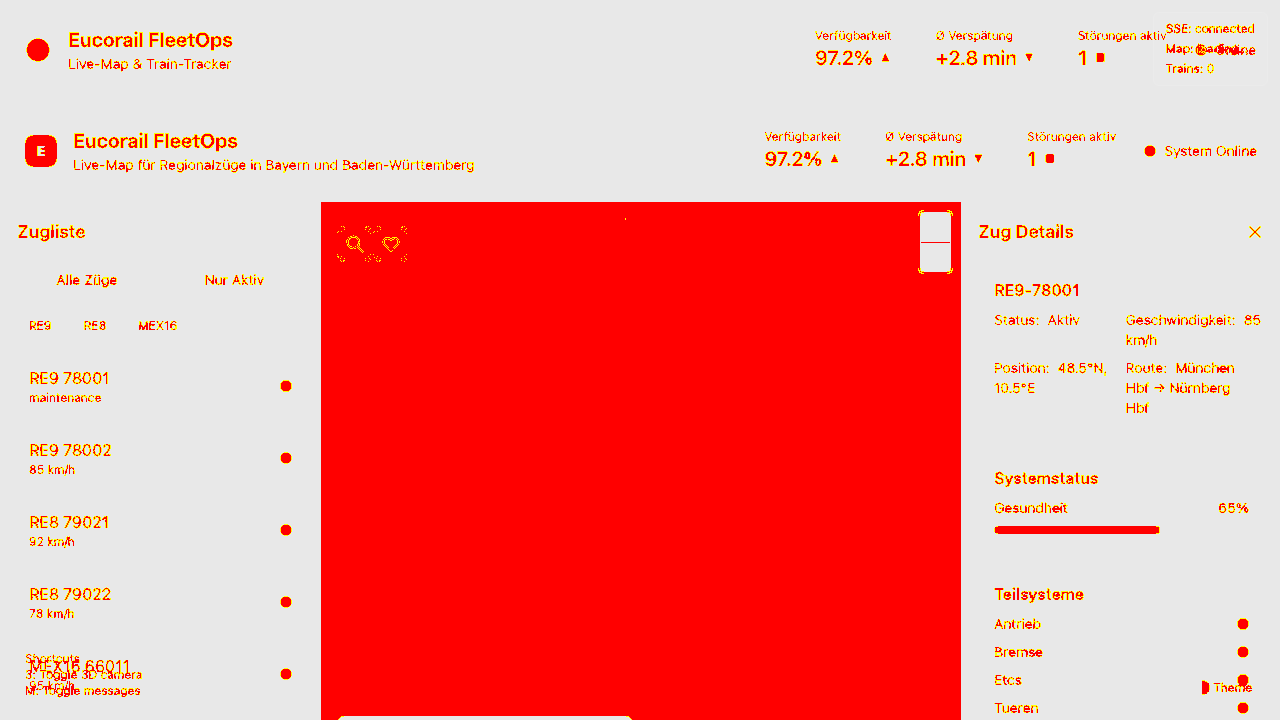 Eucorail FleetOps
Live-Map & Train-Tracker
Verfügbarkeit
97.2% ▲
Ø Verspätung
+2.8 min ▼
Störungen aktiv
1
SSE: connected
Map:
Trains: 0
E
Eucorail FleetOps
Live-Map für Regionalzüge in Bayern und Baden-Württemberg
Verfügbarkeit
97.2% ▲
Ø Verspätung
+2.8 min ▼
Störungen aktiv
1
System Online
Zugliste
Alle Züge
Nur Aktiv
RE9
RE8
MEX16
RE9 78001
maintenance
RE9 78002
85 km/h
RE8 79021
92 km/h
RE8 79022
78 km/h
MEX16 66011
95 km/h
Shortcuts
3: Toggle 3D camera
M: Toggle messages
Zug Details
×
RE9-78001
Status: Aktiv
Geschwindigkeit: 85
km/h
Position: 48.5°N,
10.5°E
Route: München
Hbf → Nürnberg
Hbf
Systemstatus
Gesundheit
65%
Teilsysteme
Antrieb
Bremse
Etcs
Tueren
Theme